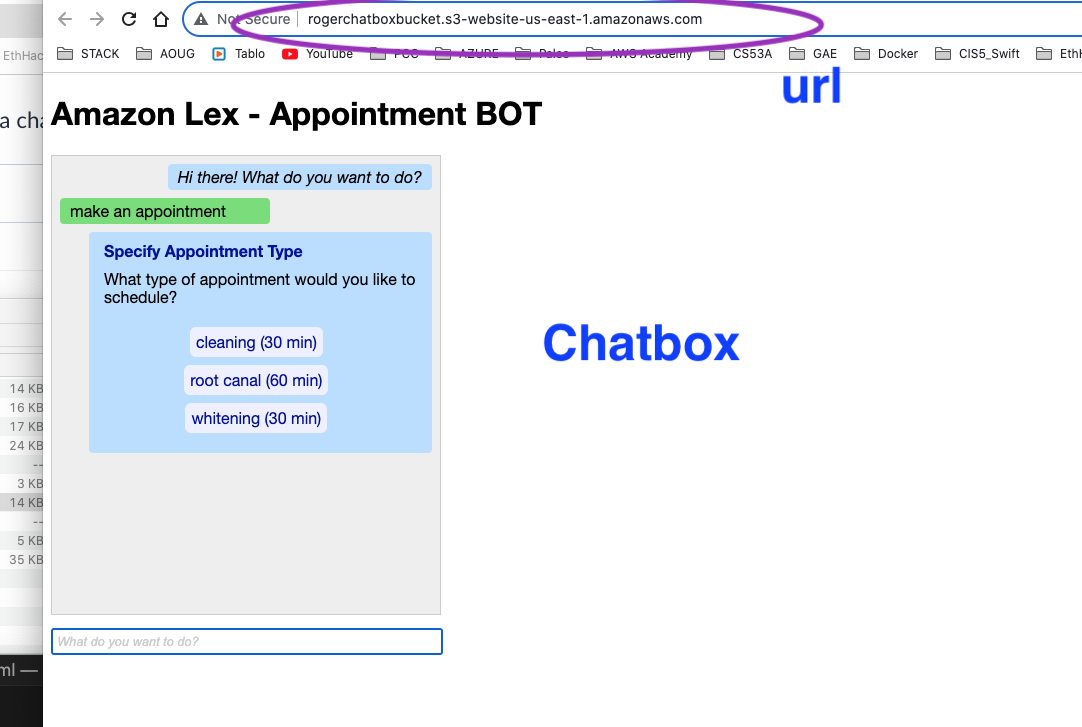 Not Secure | rogerchatboxbucket.s3-website-us-east-1.amazonaws.com
EthHac STACK AOUG Tablo YouTube PCC AZURE Paloo AWS Academy CS53A GAE Docker CIS5_Swift EthH
url
a cha
Amazon Lex - Appointment BOT
Hi there! What do you want to do?
make an appointment
Specify Appointment Type
What type of appointment would you like to
schedule?
Chatbox
cleaning (30 min)
root canal (60 min)
whitening (30 min)
14 KB
16 KB
17 KB
24 KB
--
3 KB
14 KB
--
5 KB
35 KB
What do you want to do?
ml —